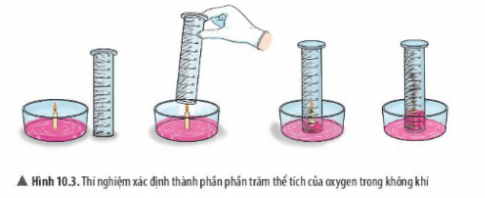 ▲ Hình 10.3. Thí nghiệm xác định thành phần phần trăm thể tích của oxygen trong không khí